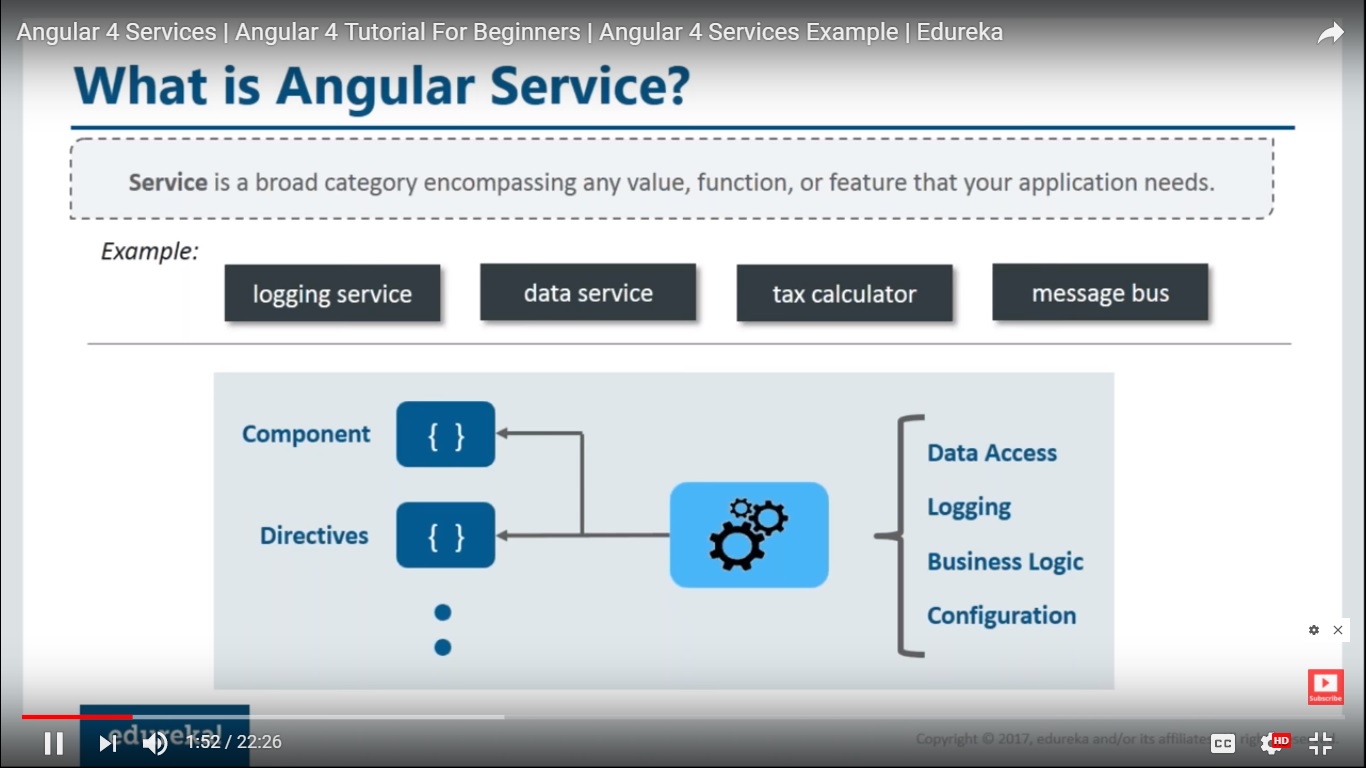 Angular 4 Services | Angular 4 Tutorial For Beginners | Angular 4 Services Example | Edureka
What is Angular Service?
Service is a broad category encompassing any value, function, or feature that your application needs.
Example:
logging service
data service
tax calculator
message bus
Component
{ }
Directives
{ }
Data Access
Logging
Business Logic
Configuration
Subscribe
edureka!
1:52 / 22:26
Copyright © 2017, edureka and/or its affiliates
CC
HD